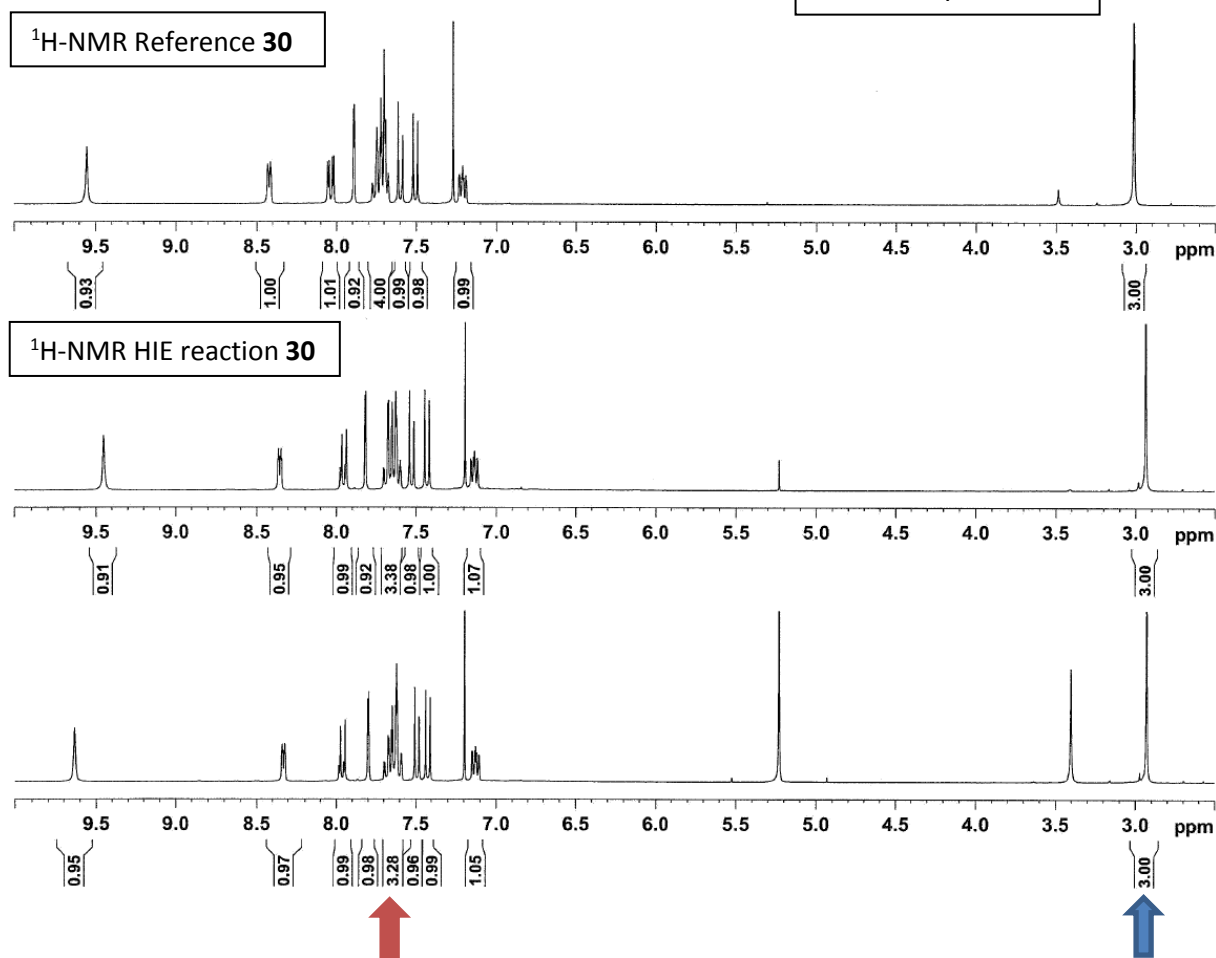 ¹H-NMR Reference 30
9.5 9.0 8.5 8.0 7.5 7.0 6.5 6.0 5.5 5.0 4.5 4.0 3.5 3.0 ppm
0.93 1.00 1.01 0.92 4.00 0.99 0.98 0.99 3.00
¹H-NMR HIE reaction 30
9.5 9.0 8.5 8.0 7.5 7.0 6.5 6.0 5.5 5.0 4.5 4.0 3.5 3.0 ppm
0.91 0.95 0.99 0.92 3.38 0.98 1.00 1.07 3.00
9.5 9.0 8.5 8.0 7.5 7.0 6.5 6.0 5.5 5.0 4.5 4.0 3.5 3.0 ppm
0.95 0.97 0.99 0.98 3.28 0.96 0.99 1.05 3.00